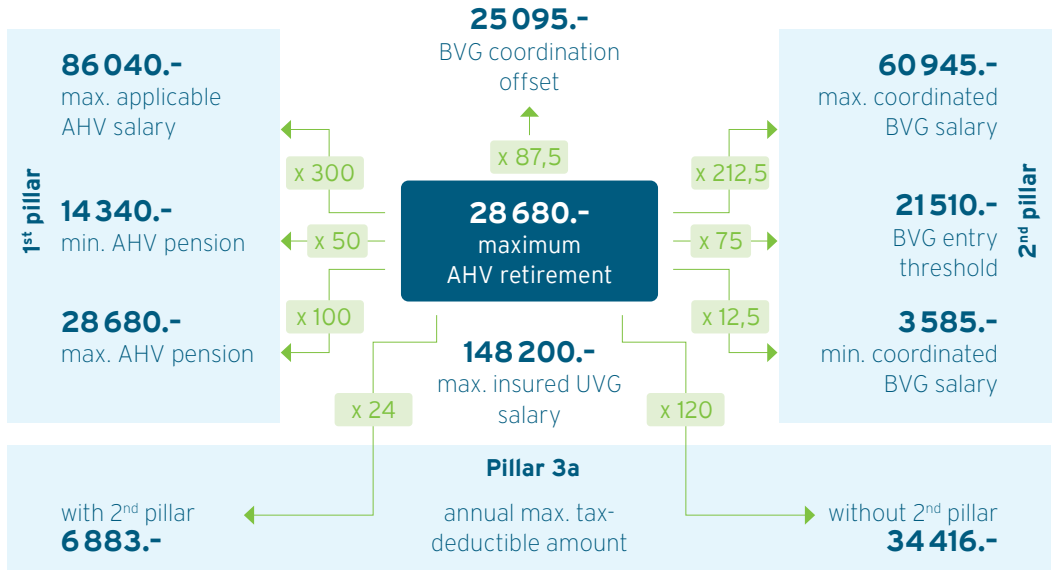 25 095.-
BVG coordination
offset
1st pillar
86 040.-
max. applicable
AHV salary
14 340.-
min. AHV pension
28 680.-
max. AHV pension
x 300
x 50
x 100
x 87,5
28 680.-
maximum
AHV retirement
148 200.-
max. insured UVG
salary
x 24
x 120
x 212,5
x 75
x 12,5
60 945.-
max. coordinated
BVG salary
21 510.-
BVG entry
threshold
3 585.-
min. coordinated
BVG salary
2nd pillar
Pillar 3a
with 2nd pillar
6 883.-
annual max. tax-
deductible amount
without 2nd pillar
34 416.-